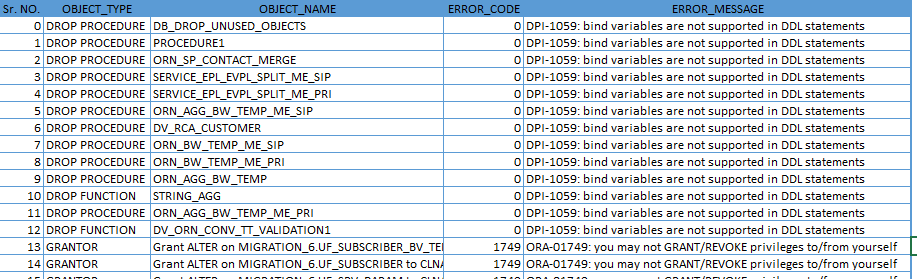 Sr. NO. OBJECT_TYPE OBJECT_NAME ERROR_CODE ERROR_MESSAGE
0 DROP PROCEDURE DB_DROP_UNUSED_OBJECTS 0 DPI-1059: bind variables are not supported in DDL statements
1 DROP PROCEDURE PROCEDURE1 0 DPI-1059: bind variables are not supported in DDL statements
2 DROP PROCEDURE ORN_SP_CONTACT_MERGE 0 DPI-1059: bind variables are not supported in DDL statements
3 DROP PROCEDURE SERVICE_EPL_EVPL_SPLIT_ME_SIP 0 DPI-1059: bind variables are not supported in DDL statements
4 DROP PROCEDURE SERVICE_EPL_EVPL_SPLIT_ME_PRI 0 DPI-1059: bind variables are not supported in DDL statements
5 DROP PROCEDURE ORN_AGG_BW_TEMP_ME_SIP 0 DPI-1059: bind variables are not supported in DDL statements
6 DROP PROCEDURE DV_RCA_CUSTOMER 0 DPI-1059: bind variables are not supported in DDL statements
7 DROP PROCEDURE ORN_BW_TEMP_ME_SIP 0 DPI-1059: bind variables are not supported in DDL statements
8 DROP PROCEDURE ORN_BW_TEMP_ME_PRI 0 DPI-1059: bind variables are not supported in DDL statements
9 DROP PROCEDURE ORN_AGG_BW_TEMP 0 DPI-1059: bind variables are not supported in DDL statements
10 DROP FUNCTION STRING_AGG 0 DPI-1059: bind variables are not supported in DDL statements
11 DROP PROCEDURE ORN_AGG_BW_TEMP_ME_PRI 0 DPI-1059: bind variables are not supported in DDL statements
12 DROP FUNCTION DV_ORN_CONV_TT_VALIDATION1 0 DPI-1059: bind variables are not supported in DDL statements
13 GRANTOR Grant ALTER on MIGRATION_6.UF_SUBSCRIBER_BV_TE 1749 ORA-01749: you may not GRANT/REVOKE privileges to/from yourself
14 GRANTOR Grant ALTER on MIGRATION_6.UF_SUBSCRIBER to CLNA 1749 ORA-01749: you may not GRANT/REVOKE privileges to/from yourself